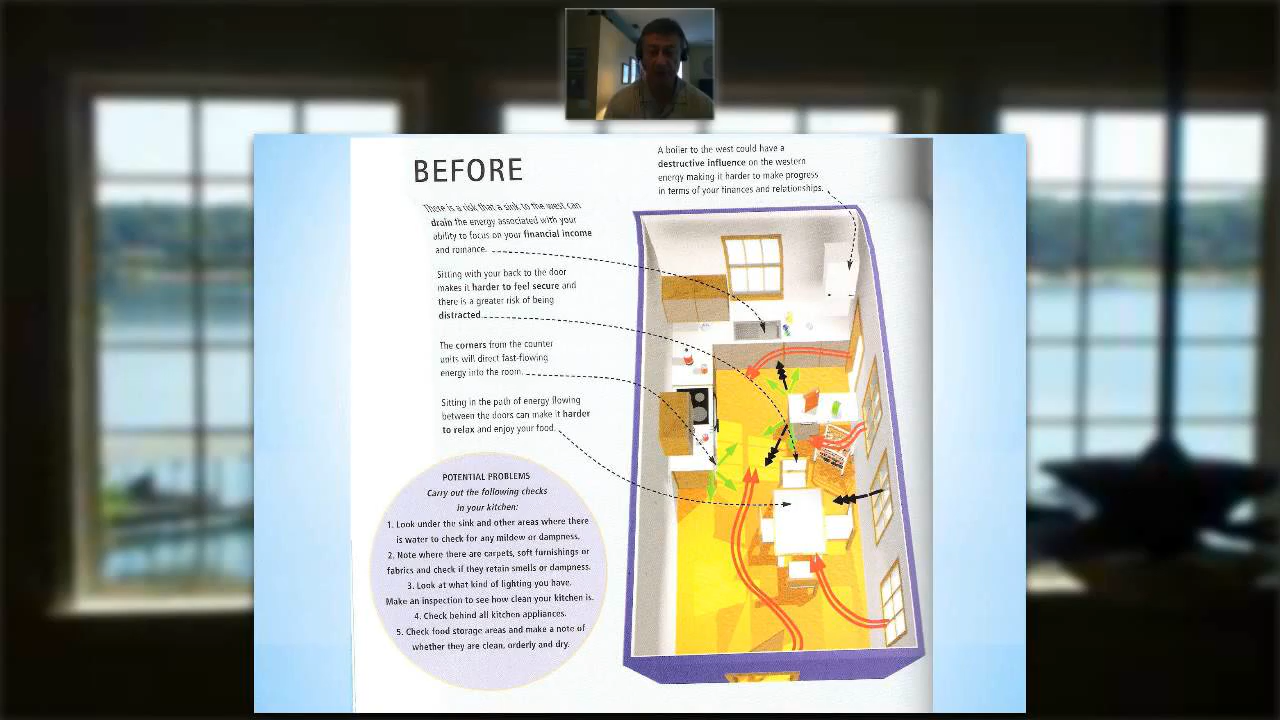 BEFORE
There is a risk that a sink to the west can
drain the energy associated with your
ability to focus on your financial income
and romance.
Sitting with your back to the door
makes it harder to feel secure and
there is a greater risk of being
distracted.
The corners from the counter
units will direct fast-flowing
energy into the room.
Sitting in the path of energy flowing
between the doors can make it harder
to relax and enjoy your food.
A boiler to the west could have a
destructive influence on the western
energy making it harder to make progress
in terms of your finances and relationships.
POTENTIAL PROBLEMS
Carry out the following checks
in your kitchen:
1. Look under the sink and other areas where there
is water to check for any mildew or dampness.
2. Note where there are carpets, soft furnishings or
fabrics and check if they retain smells or dampness.
3. Look at what kind of lighting you have.
Make an inspection to see how clean your kitchen is.
4. Check behind all kitchen appliances.
5. Check food storage areas and make a note of
whether they are clean, orderly and dry.